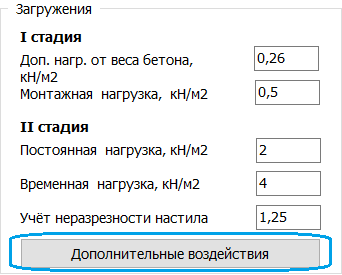 Загружения
I стадия
Доп. нагр. от веса бетона,
кН/м2
0,26
Монтажная нагрузка, кН/м2
0,5
II стадия
Постоянная нагрузка, кН/м2
2
Временная нагрузка, кН/м2
4
Учёт неразрезности настила
1,25
Дополнительные воздействия